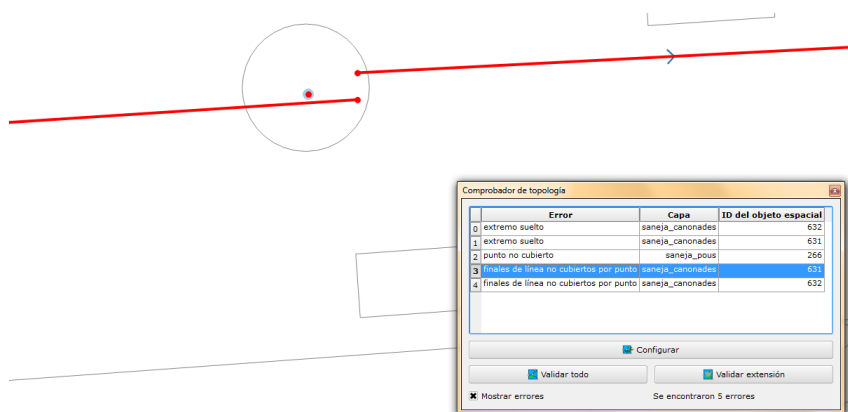 Comprobador de topología
Error Capa ID del objeto espacial
0 extremo suelto saneja_canonades 632
1 extremo suelto saneja_canonades 631
2 punto no cubierto saneja_pous 266
3 finales de línea no cubiertos por punto saneja_canonades 631
4 finales de línea no cubiertos por punto saneja_canonades 632
Configurar
Validar todo Validar extensión
Mostrar errores Se encontraron 5 errores